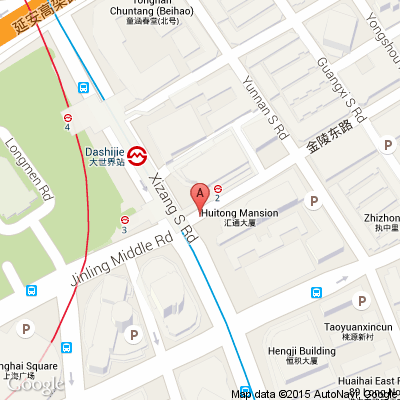 Tonghan
Chuntang (Beihao)
童涵春堂(北号)
延安高架路
Yongshou
Guangxi S Rd
Yunnan S Rd
金陵东路
4
Dashijie
大世界站
Longmen Rd
Xizang S Rd
A
2
3
Huitong Mansion
汇通大厦
P
Zhizho
执中里
Jinling Middle Rd
P
P
Taoyuanxincun
桃源新村
Hengji Building
恒积大厦
nghai Square
上海广场
P
Huaihai East
Map data ©2015 AutoNavi, Google